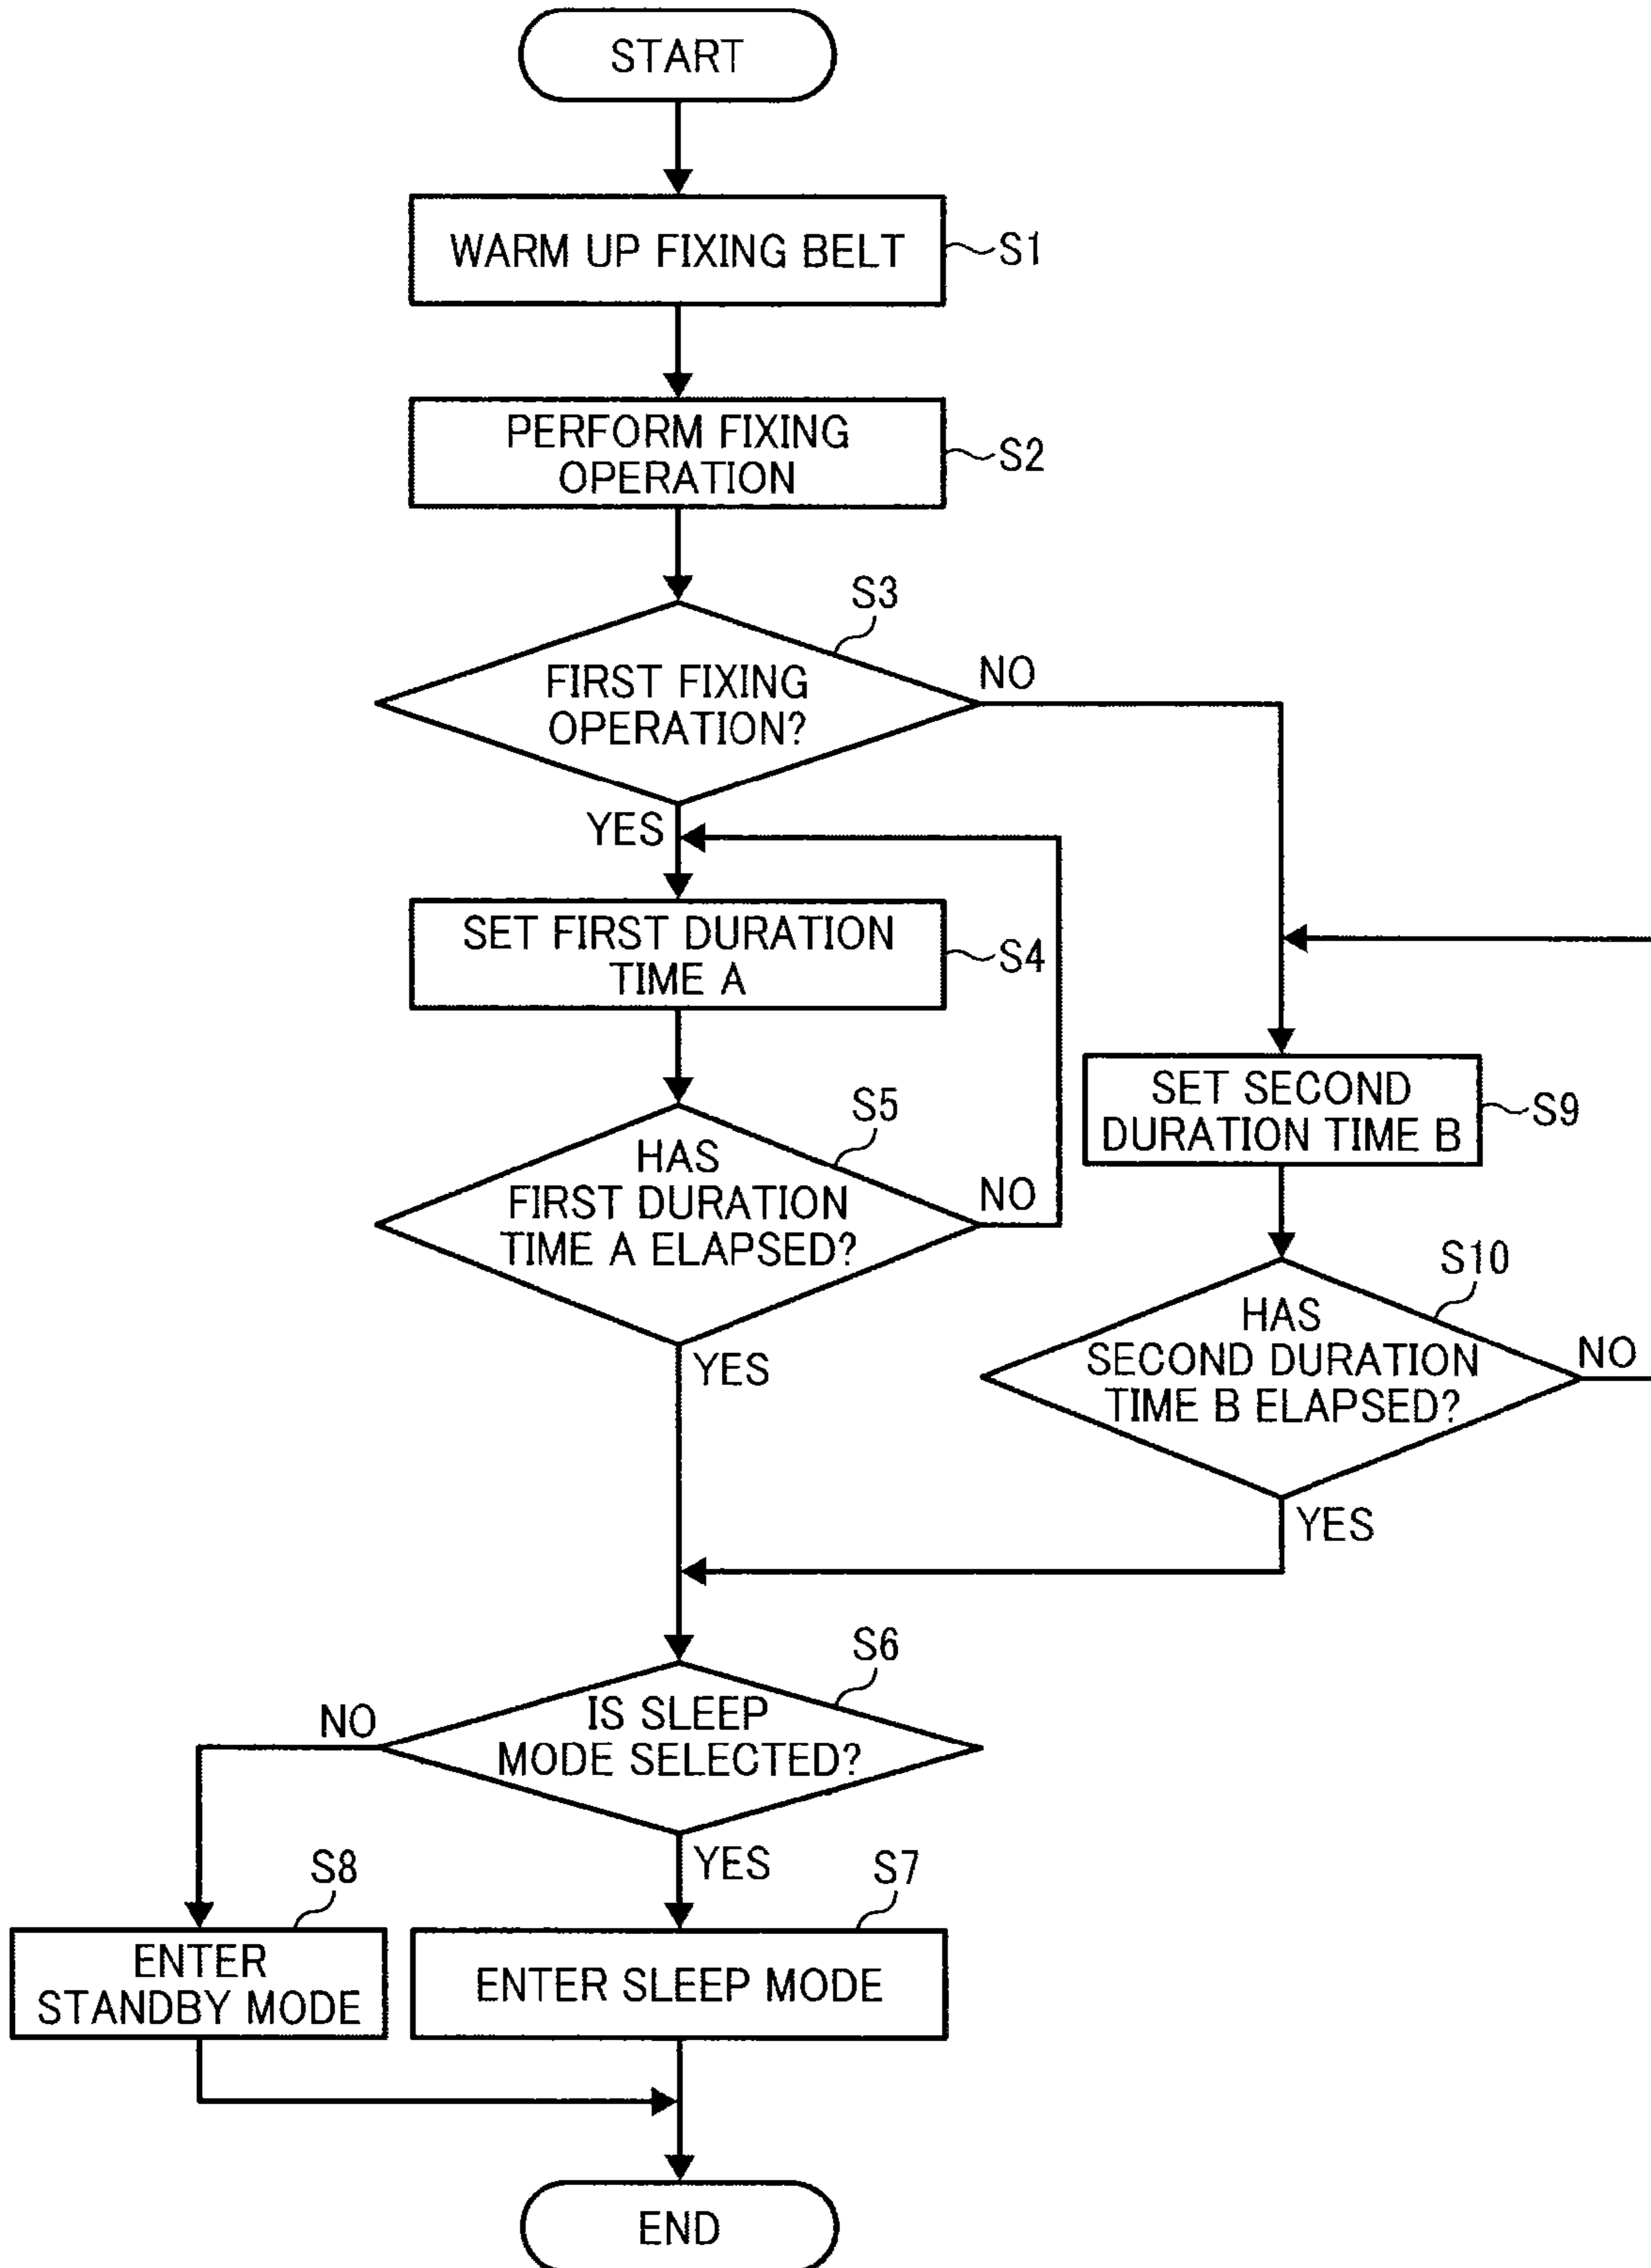 START
WARM UP FIXING BELT
S1
PERFORM FIXING
OPERATION
S2
S3
FIRST FIXING
OPERATION?
NO
YES
SET FIRST DURATION
TIME A
S4
S5
HAS
FIRST DURATION
TIME A ELAPSED?
NO
YES
SET SECOND
DURATION TIME B
S9
S10
HAS
SECOND DURATION
TIME B ELAPSED?
NO
YES
S6
IS SLEEP
MODE SELECTED?
NO
YES
S8
ENTER
STANDBY MODE
S7
ENTER SLEEP MODE
END